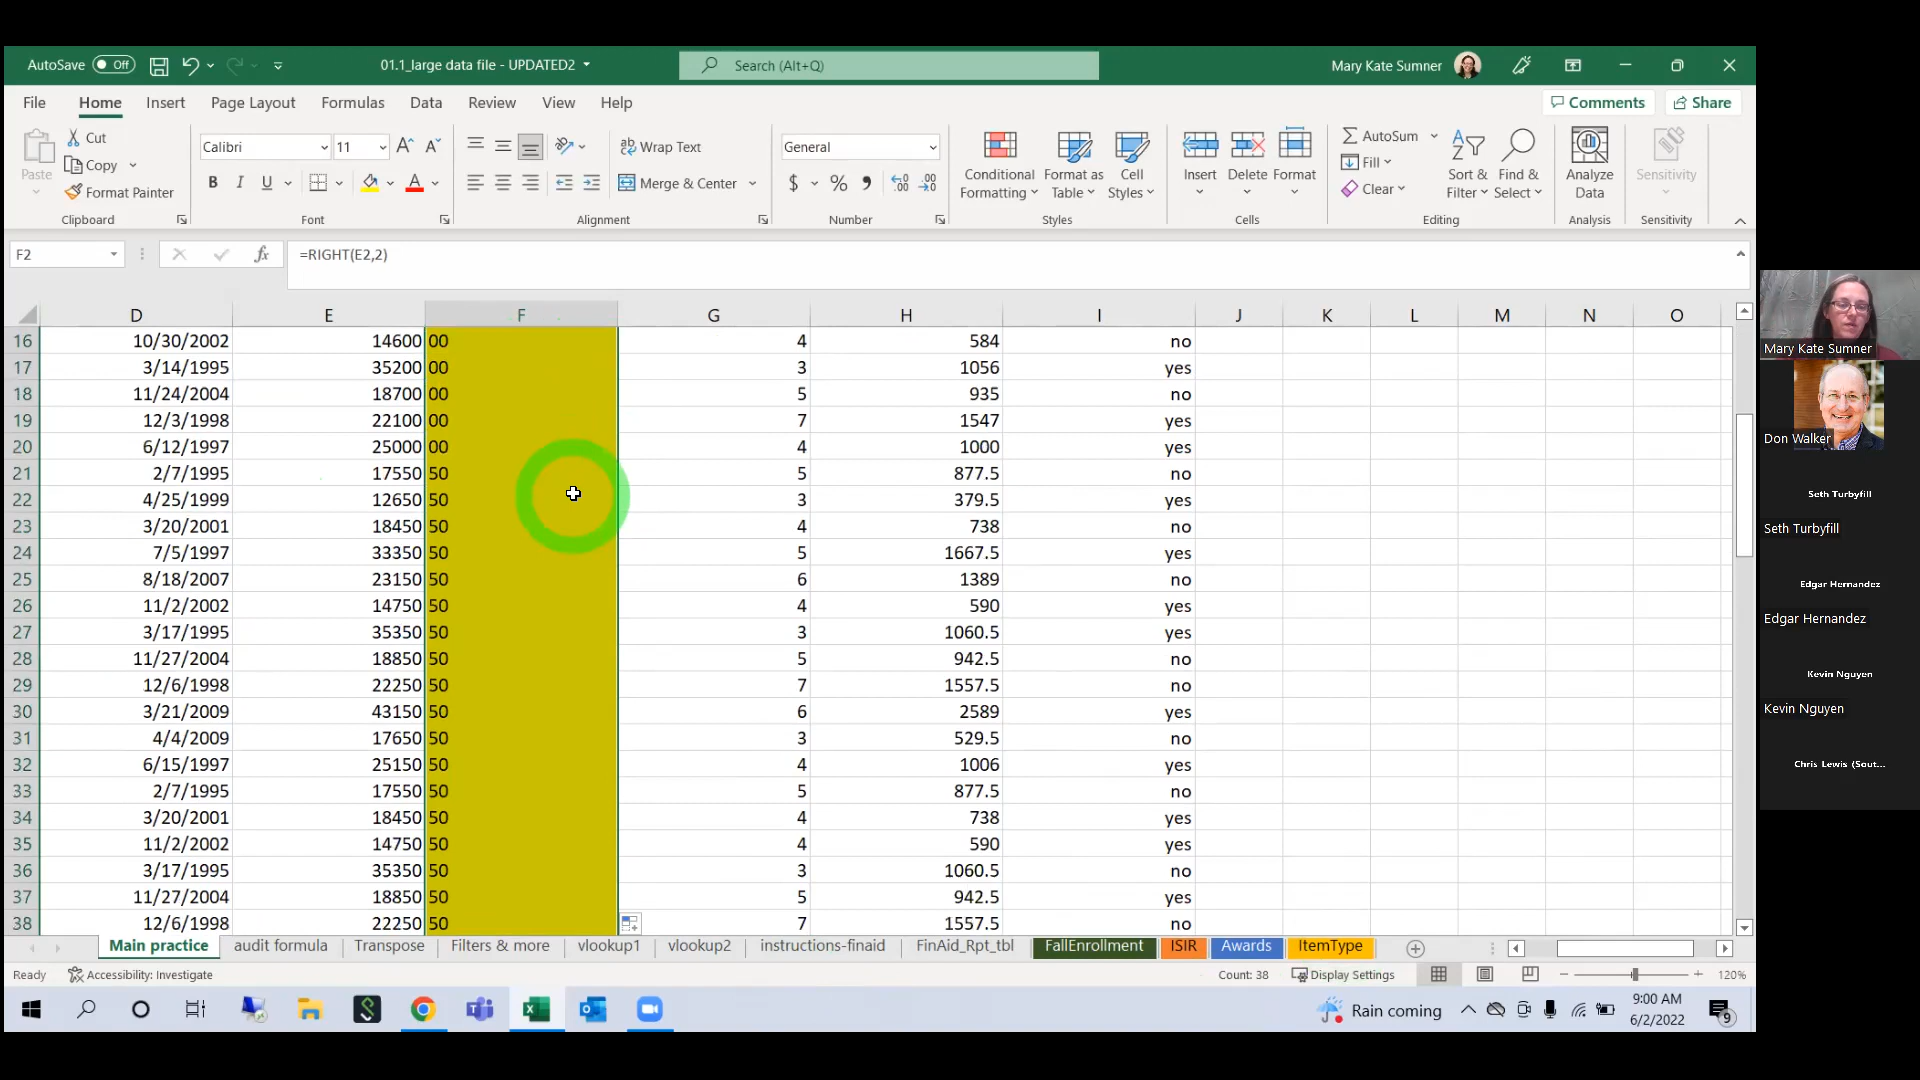 AutoSave Off 01.1_large data file - UPDATED2 Search (Alt+Q) Mary Kate Sumner
File Home Insert Page Layout Formulas Data Review View Help Comments Share
Paste Cut Copy Format Painter Clipboard
Calibri 11 B I U A Font
Wrap Text Merge & Center Alignment
General $ % Number
Conditional Formatting Format as Table Cell Styles Styles
Insert Delete Format Cells
AutoSum Fill Clear Sort & Filter Find & Select Editing
Analyze Data Analysis
Sensitivity Sensitivity
F2 fx =RIGHT(E2,2)
D E F G H I J K L M N O
16 10/30/2002 14600 00 4 584 no
17 3/14/1995 35200 00 3 1056 yes
18 11/24/2004 18700 00 5 935 no
19 12/3/1998 22100 00 7 1547 yes
20 6/12/1997 25000 00 4 1000 yes
21 2/7/1995 17550 50 5 877.5 no
22 4/25/1999 12650 50 3 379.5 yes
23 3/20/2001 18450 50 4 738 no
24 7/5/1997 33350 50 5 1667.5 yes
25 8/18/2007 23150 50 6 1389 no
26 11/2/2002 14750 50 4 590 yes
27 3/17/1995 35350 50 3 1060.5 yes
28 11/27/2004 18850 50 5 942.5 no
29 12/6/1998 22250 50 7 1557.5 no
30 3/21/2009 43150 50 6 2589 yes
31 4/4/2009 17650 50 3 529.5 no
32 6/15/1997 25150 50 4 1006 yes
33 2/7/1995 17550 50 5 877.5 no
34 3/20/2001 18450 50 4 738 yes
35 11/2/2002 14750 50 4 590 yes
36 3/17/1995 35350 50 3 1060.5 no
37 11/27/2004 18850 50 5 942.5 yes
38 12/6/1998 22250 50 7 1557.5 no
Main practice audit formula Transpose Filters & more vlookup1 vlookup2 instructions-finaid FinAid_Rpt_tbl FallEnrollment ISIR Awards ItemType
Ready Accessibility: Investigate Count: 38 Display Settings 120%
Rain coming 9:00 AM
6/2/2022 9
Mary Kate Sumner
Don Walker
Seth Turbyfill
Seth Turbyfill
Edgar Hernandez
Edgar Hernandez
Kevin Nguyen
Kevin Nguyen
Chris Lewis (Sout...